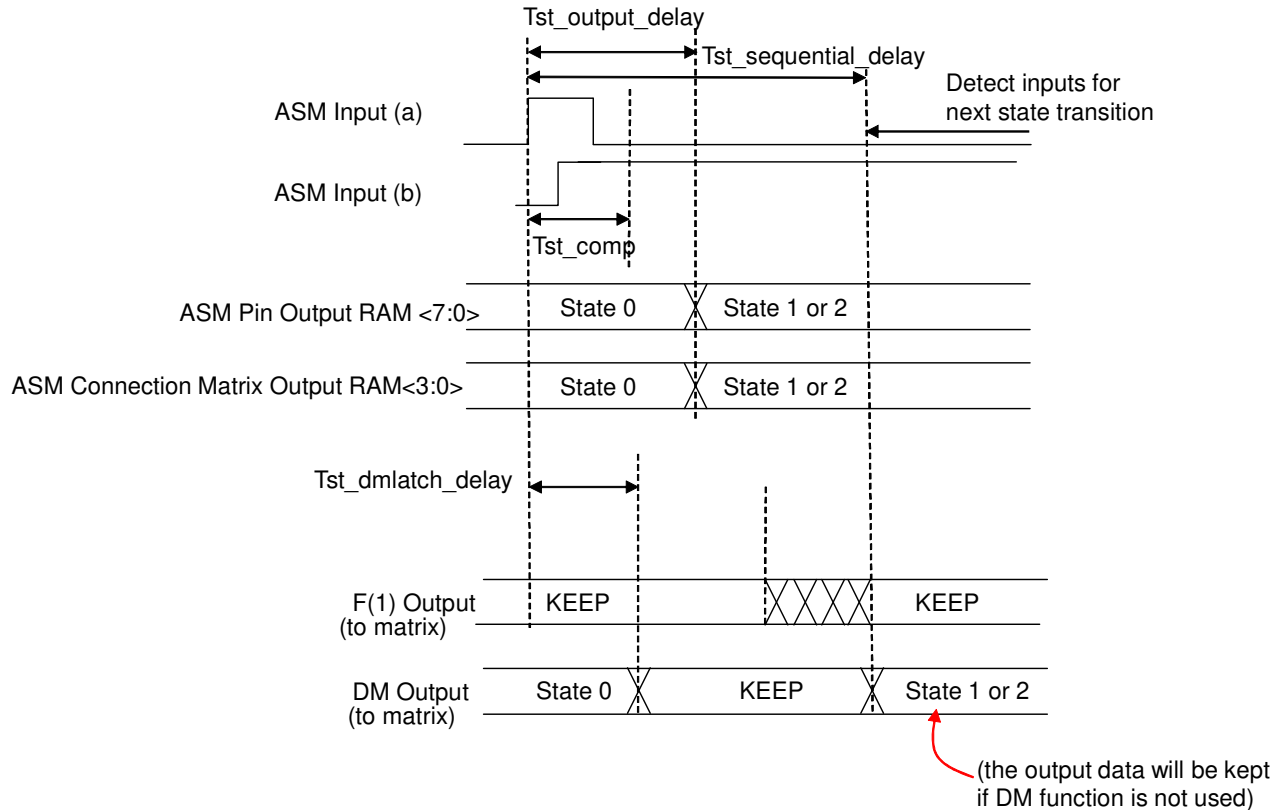 Tst_output_delay
Tst_sequential_delay
Detect inputs for
next state transition
ASM Input (a)
ASM Input (b)
Tst_comp
ASM Pin Output RAM <7:0>
State 0
State 1 or 2
ASM Connection Matrix Output RAM<3:0>
State 0
State 1 or 2
Tst_dmlatch_delay
F(1) Output
(to matrix)
KEEP
KEEP
DM Output
(to matrix)
State 0
KEEP
State 1 or 2
(the output data will be kept
if DM function is not used)